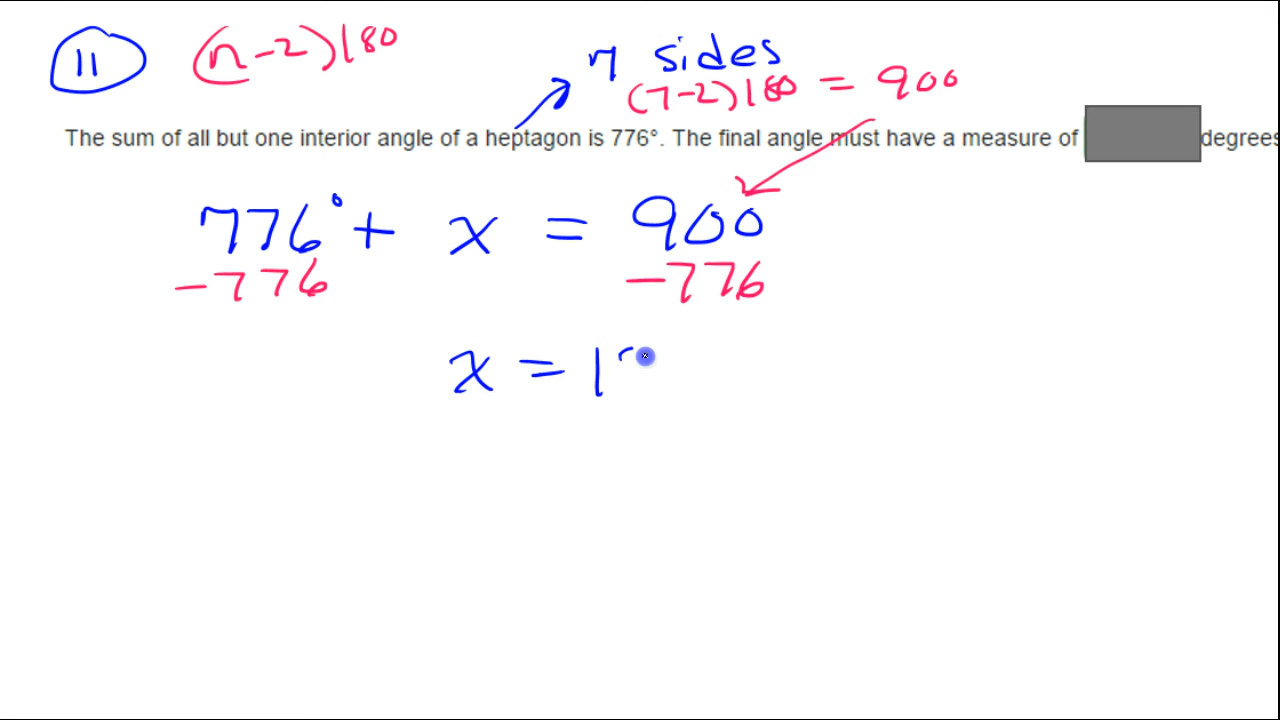 11 (n-2)180
7 sides
(7-2)180 = 900
The sum of all but one interior angle of a heptagon is 776°. The final angle must have a measure of degrees
776° + x = 900
-776 -776
x = 1